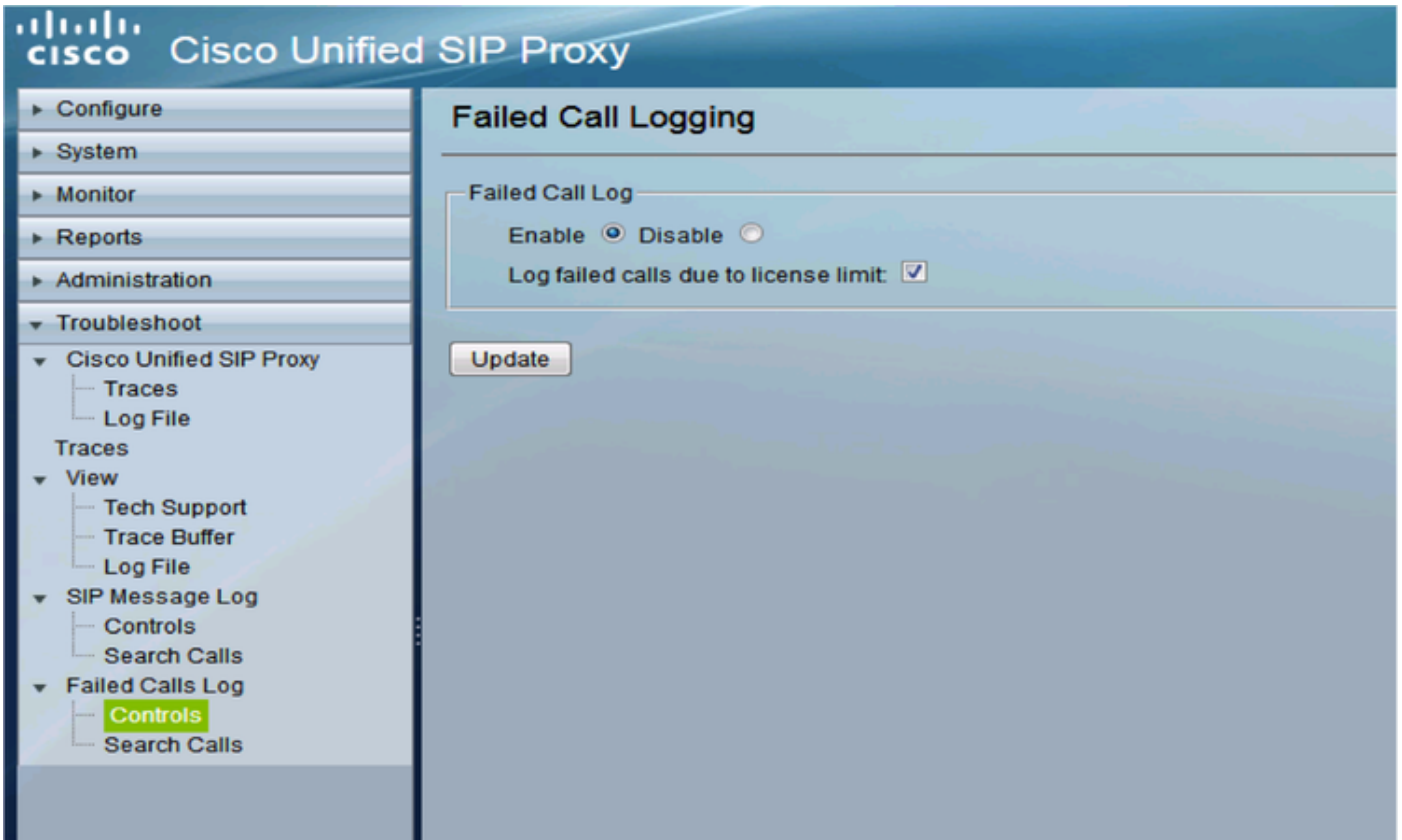 CISCO Cisco Unified SIP Proxy
Configure
System
Monitor
Reports
Administration
Troubleshoot
Cisco Unified SIP Proxy
Traces
Log File
Traces
View
Tech Support
Trace Buffer
Log File
SIP Message Log
Controls
Search Calls
Failed Calls Log
Controls
Search Calls
Failed Call Logging
Failed Call Log
Enable Disable
Log failed calls due to license limit:
Update